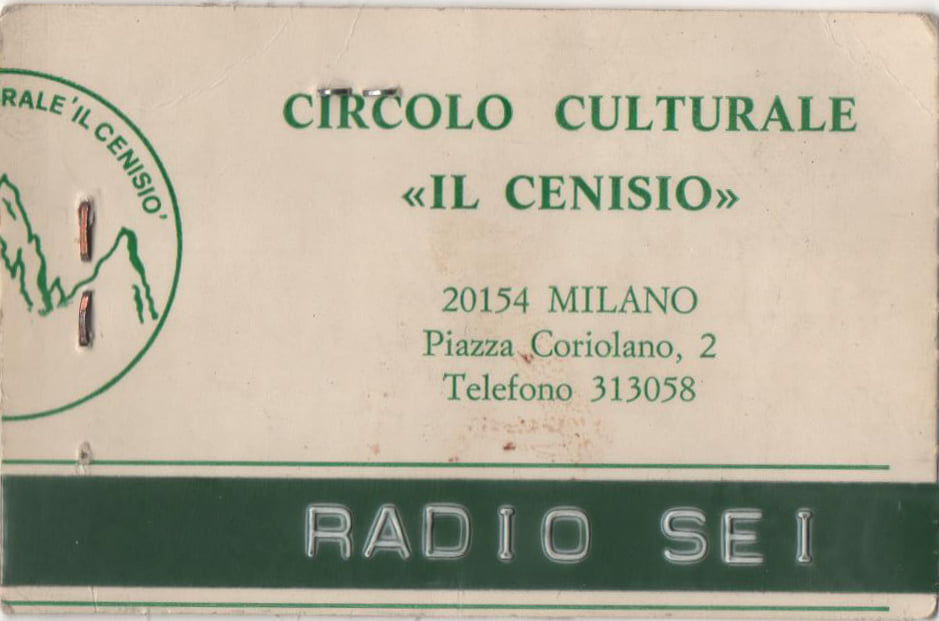 RALE 'IL CENISIO'
CIRCOLO CULTURALE
«IL CENISIO»
20154 MILANO
Piazza Coriolano, 2
Telefono 313058
RADIO SEI